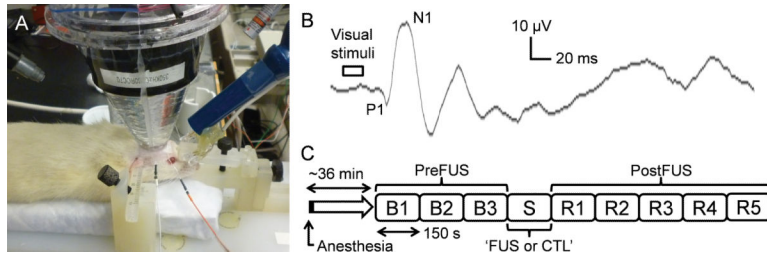 A
B
Visual
stimuli
N1
P1
10 µV
20 ms
C
~36 min
PreFUS
PostFUS
B1 B2 B3 S R1 R2 R3 R4 R5
150 s
Anesthesia
'FUS or CTL'